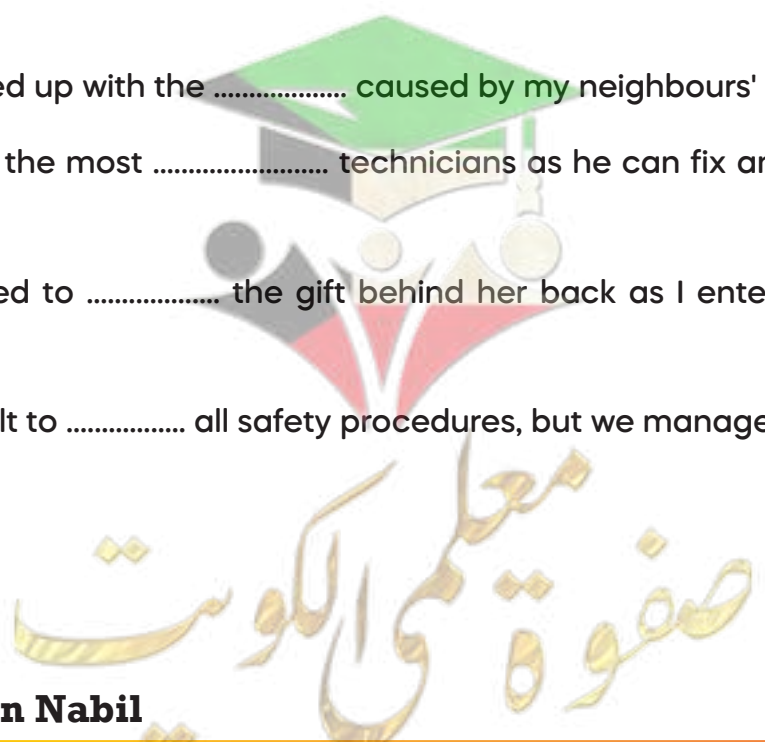 ed up with the ................... caused by my neighbours'
the most ......................... technicians as he can fix an
ed to ................... the gift behind her back as I ente
lt to ................. all safety procedures, but we manage
صفوة معلمي الكويت
n Nabil